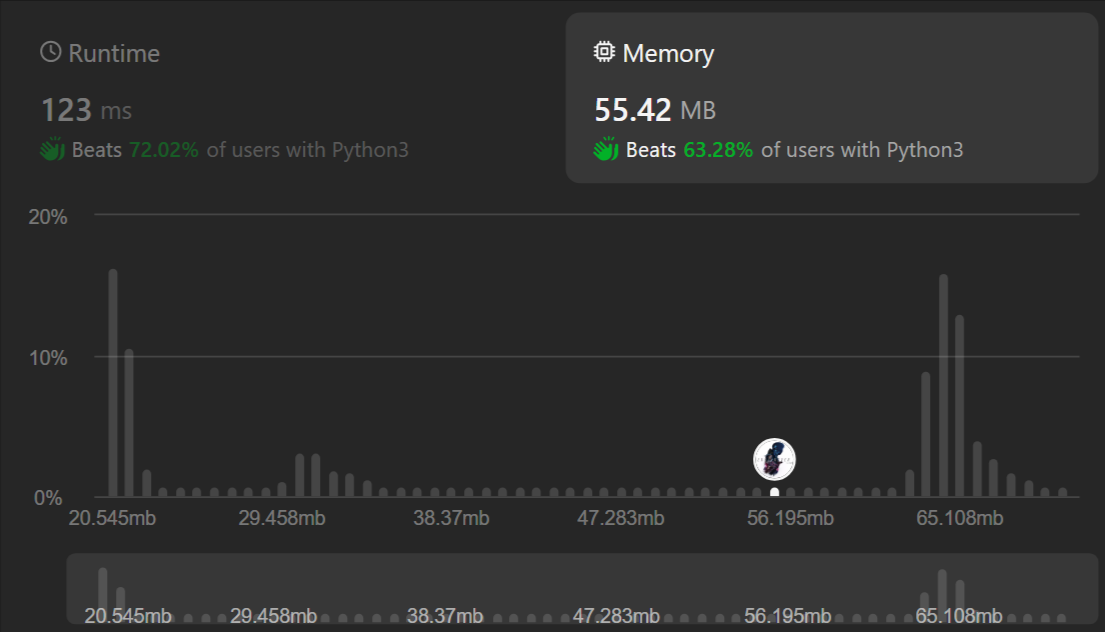 Runtime
123 ms
Beats 72.02% of users with Python3
Memory
55.42 MB
Beats 63.28% of users with Python3
20%
10%
0%
20.545mb 29.458mb 38.37mb 47.283mb 56.195mb 65.108mb
20.545mb 29.458mb 38.37mb 47.283mb 56.195mb 65.108mb